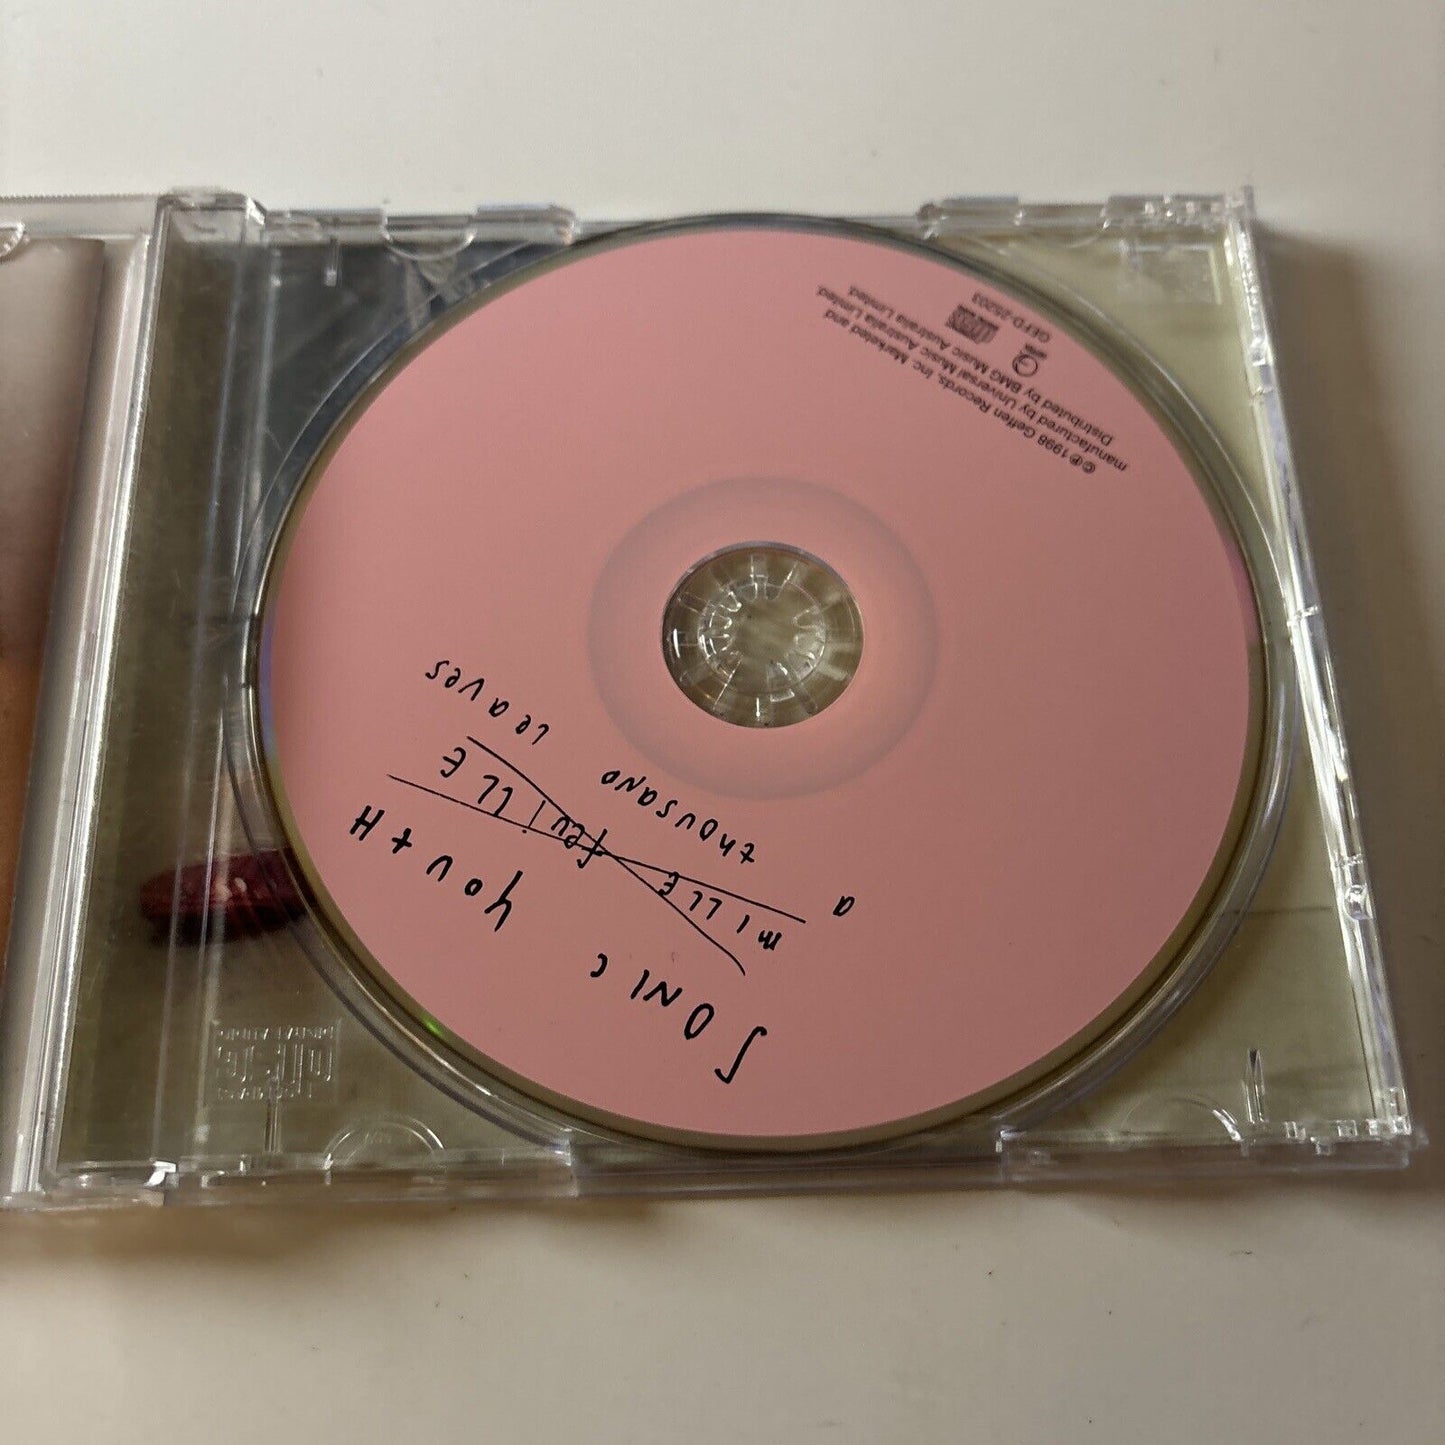 SONIC YOUtH
MILLE feuiLLE
a thousand Leaves
℗© 1998 Geffen Records, Inc. Marketed and
manufactured by Universal Music Australia Limited.
Distributed by BMG Music Australia Limited.
GEFD-25203